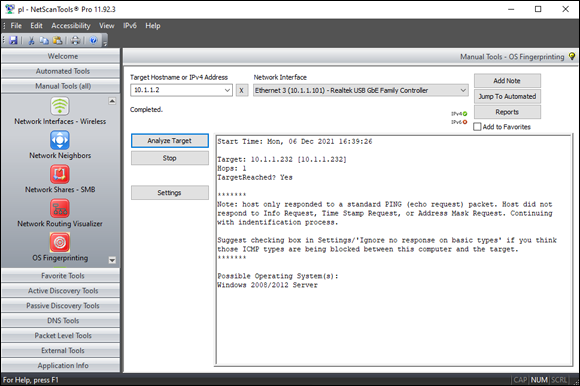 pl - NetScanTools® Pro 11.92.3
File Edit Accessibility View IPv6 Help
Welcome
Automated Tools
Manual Tools (all)
Network Interfaces - Wireless
Network Neighbors
Network Shares - SMB
Network Routing Visualizer
OS Fingerprinting
Favorite Tools
Active Discovery Tools
Passive Discovery Tools
DNS Tools
Packet Level Tools
External Tools
Application Info
Manual Tools - OS Fingerprinting
Target Hostname or IPv4 Address
Network Interface
10.1.1.2
X
Ethernet 3 (10.1.1.101) - Realtek USB GbE Family Controller
Completed.
Add Note
Jump To Automated
Reports
Add to Favorites
IPv4
IPv6
Analyze Target
Stop
Settings
Start Time: Mon, 06 Dec 2021 16:39:26
Target: 10.1.1.232 [10.1.1.232]
Hops: 1
TargetReached? Yes
*******
Note: host only responded to a standard PING (echo request) packet. Host did not
respond to Info Request, Time Stamp Request, or Address Mask Request. Continuing
with indentification process.
Suggest checking box in Settings/'Ignore no response on basic types' if you think
those ICMP types are being blocked between this computer and the target.
*******
Possible Operating System(s):
Windows 2008/2012 Server
For Help, press F1
CAP NUM SCRL